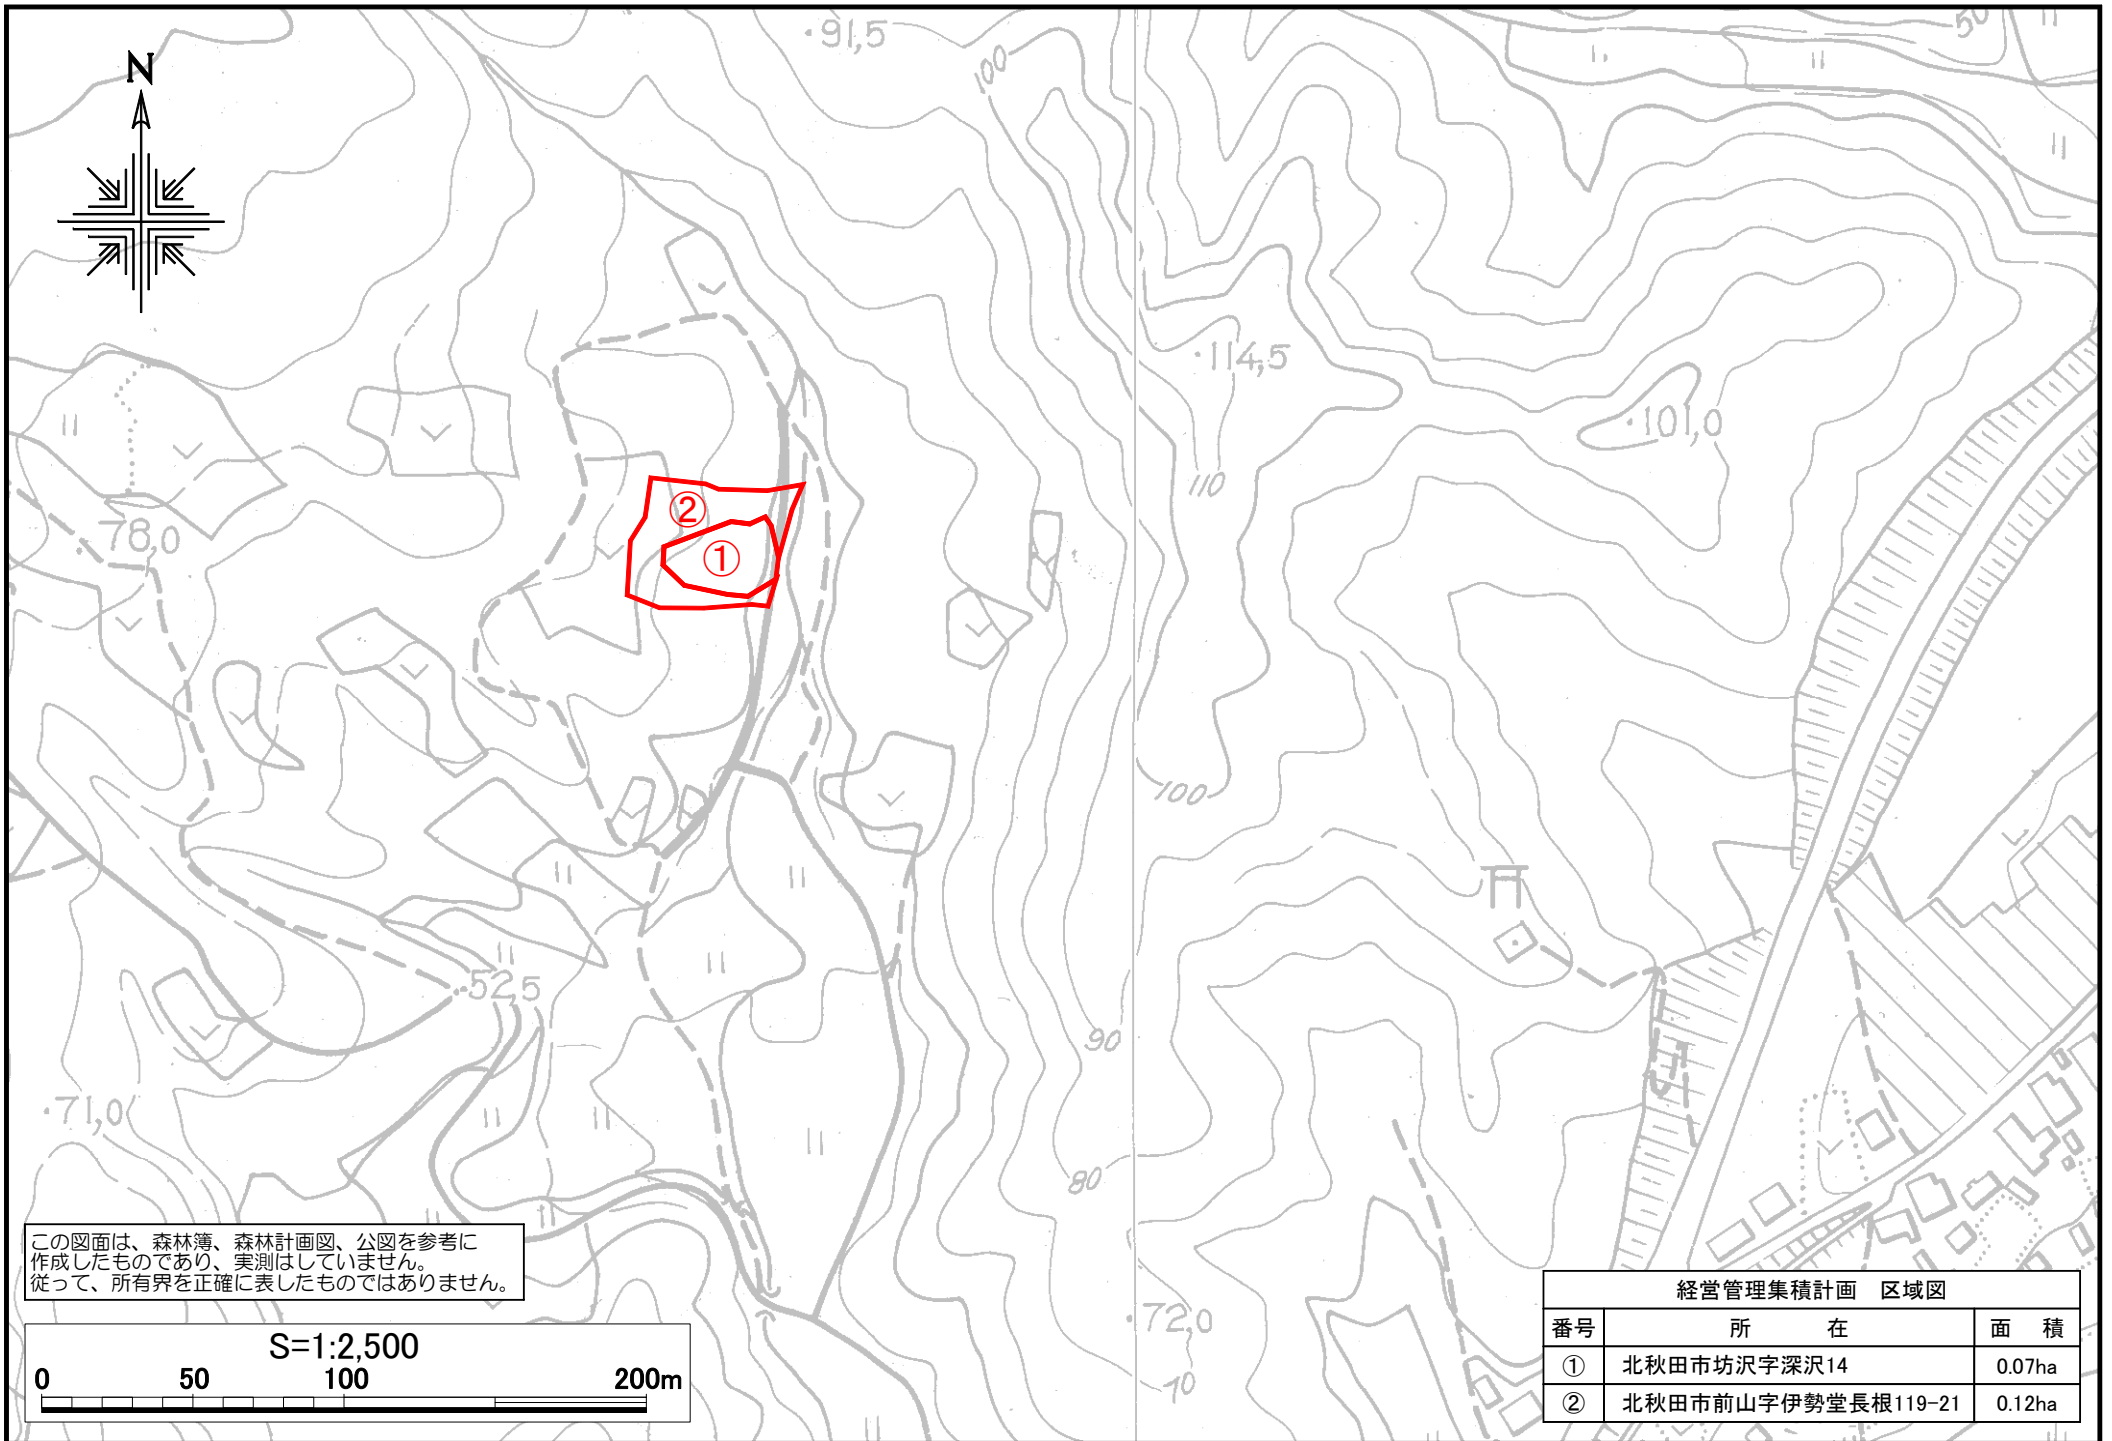 91,5
100
50
N
114,5
101,0
110
②
①
78,0
100
52,5
90
71,0
80
72,0
70
この図面は、森林簿、森林計画図、公図を参考に
作成したものであり、実測はしていません。
従って、所有界を正確に表したものではありません。
S=1:2,500
0 50 100 200m
経営管理集積計画 区域図
番号 所 在 面 積
① 北秋田市坊沢字深沢14 0.07ha
② 北秋田市前山字伊勢堂長根119-21 0.12ha